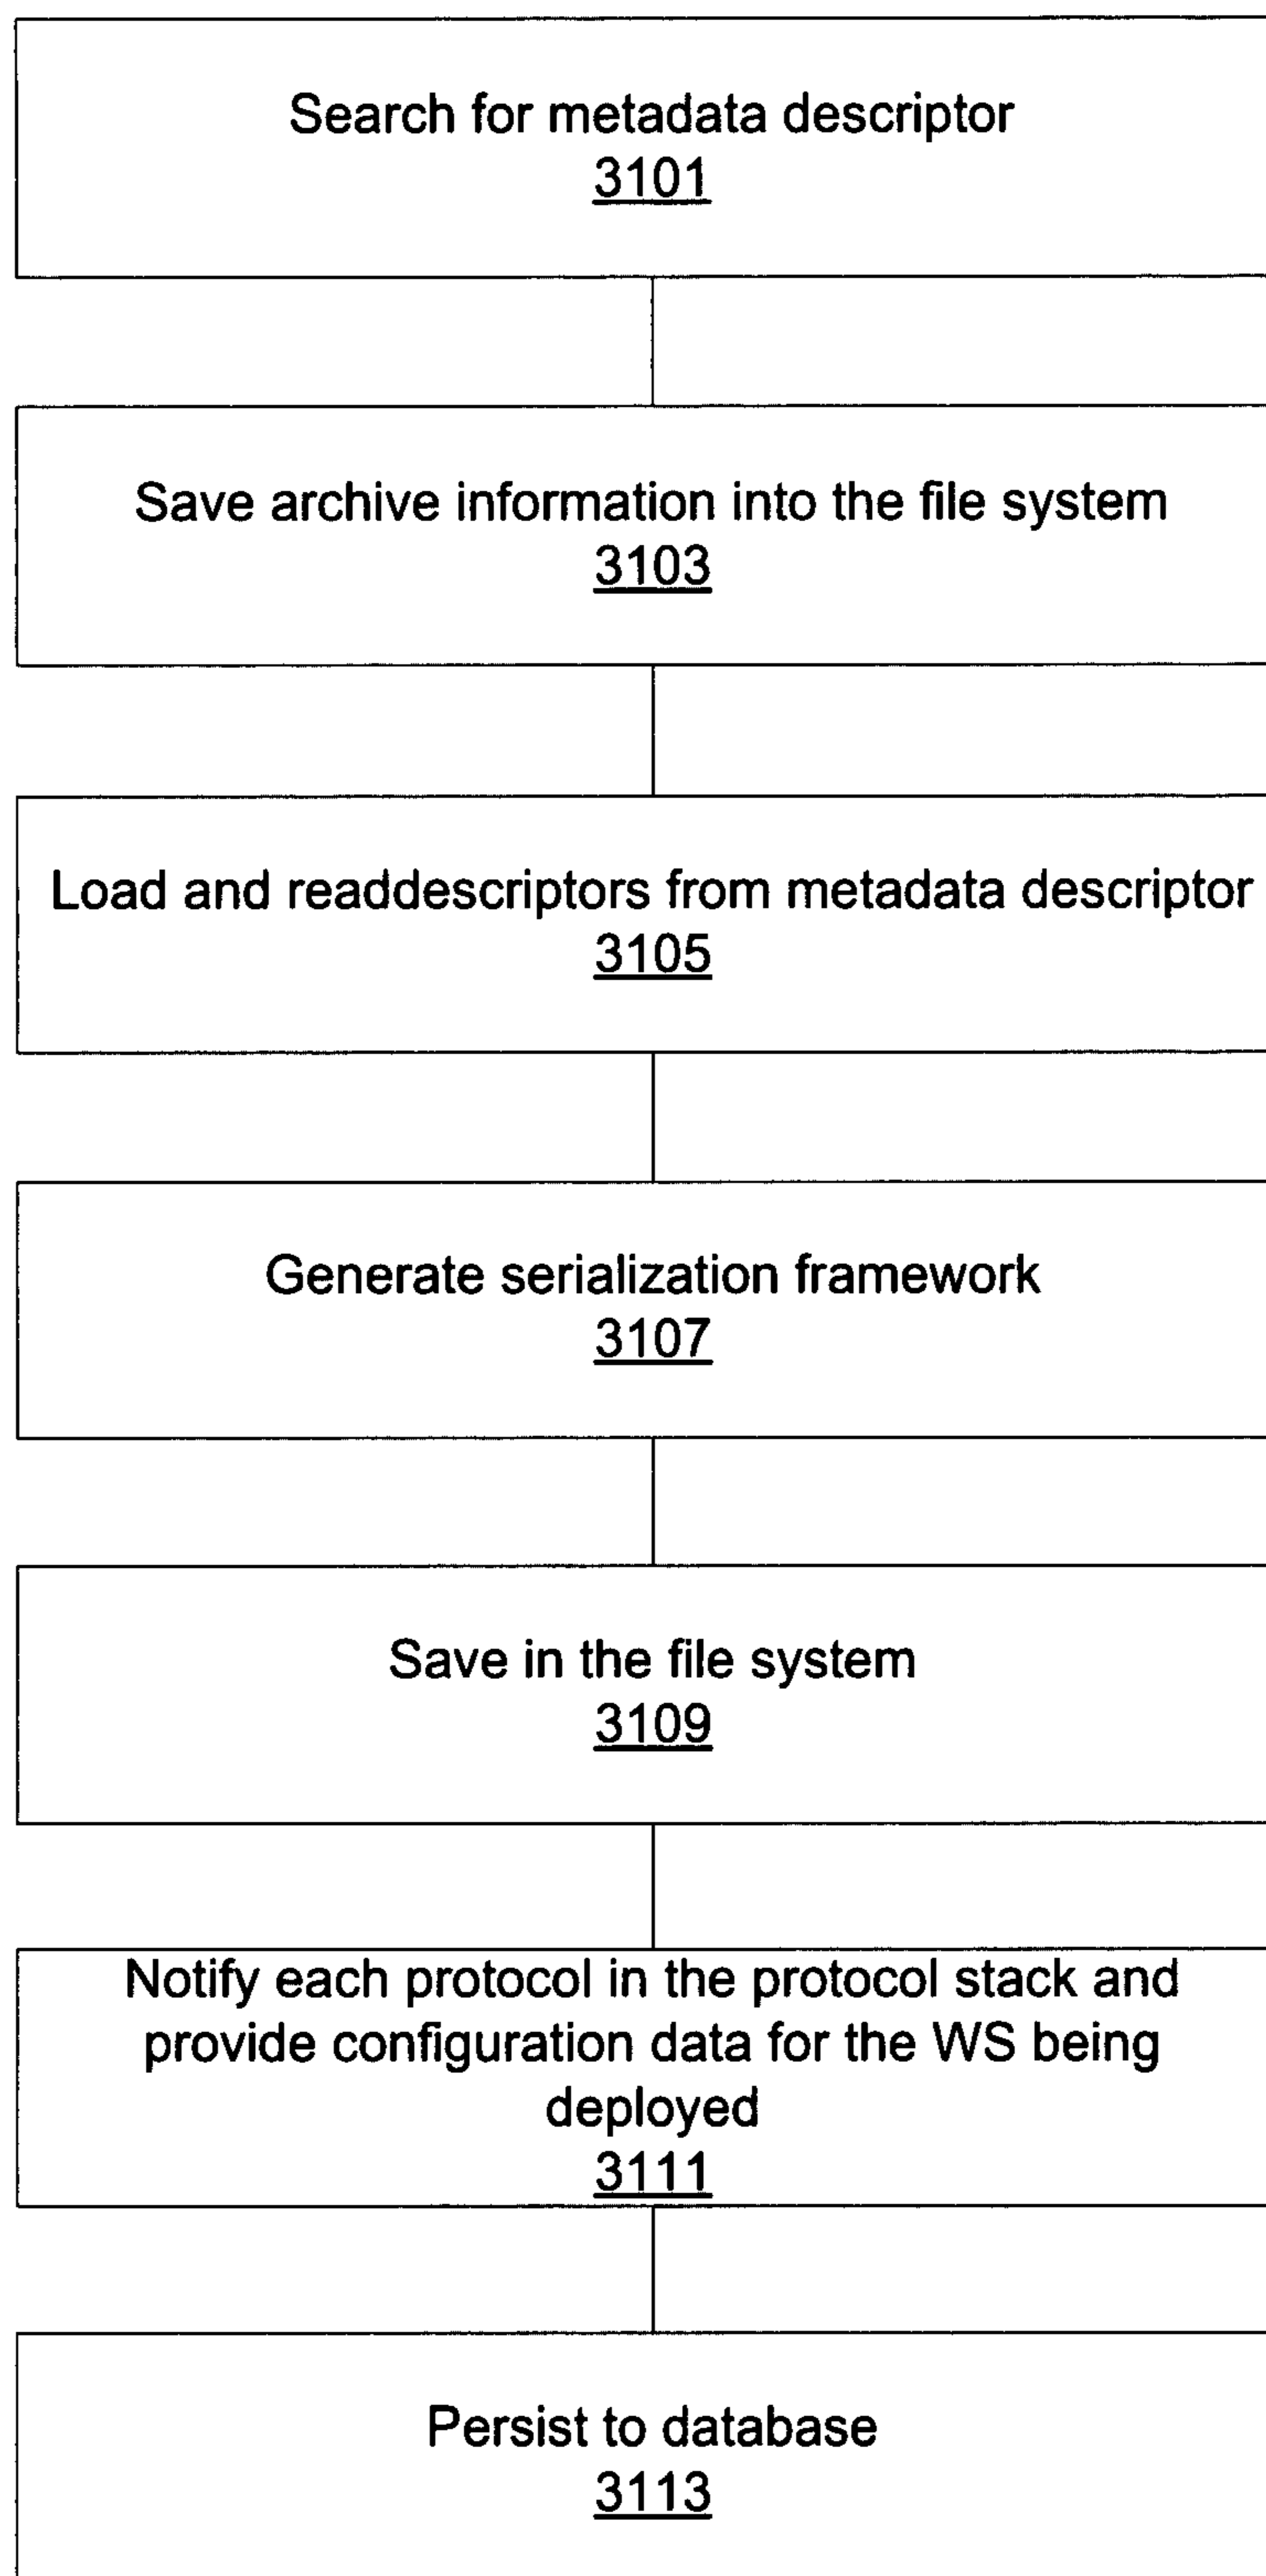 Search for metadata descriptor
3101
Save archive information into the file system
3103
Load and readdescriptors from metadata descriptor
3105
Generate serialization framework
3107
Save in the file system
3109
Notify each protocol in the protocol stack and
provide configuration data for the WS being
deployed
3111
Persist to database
3113